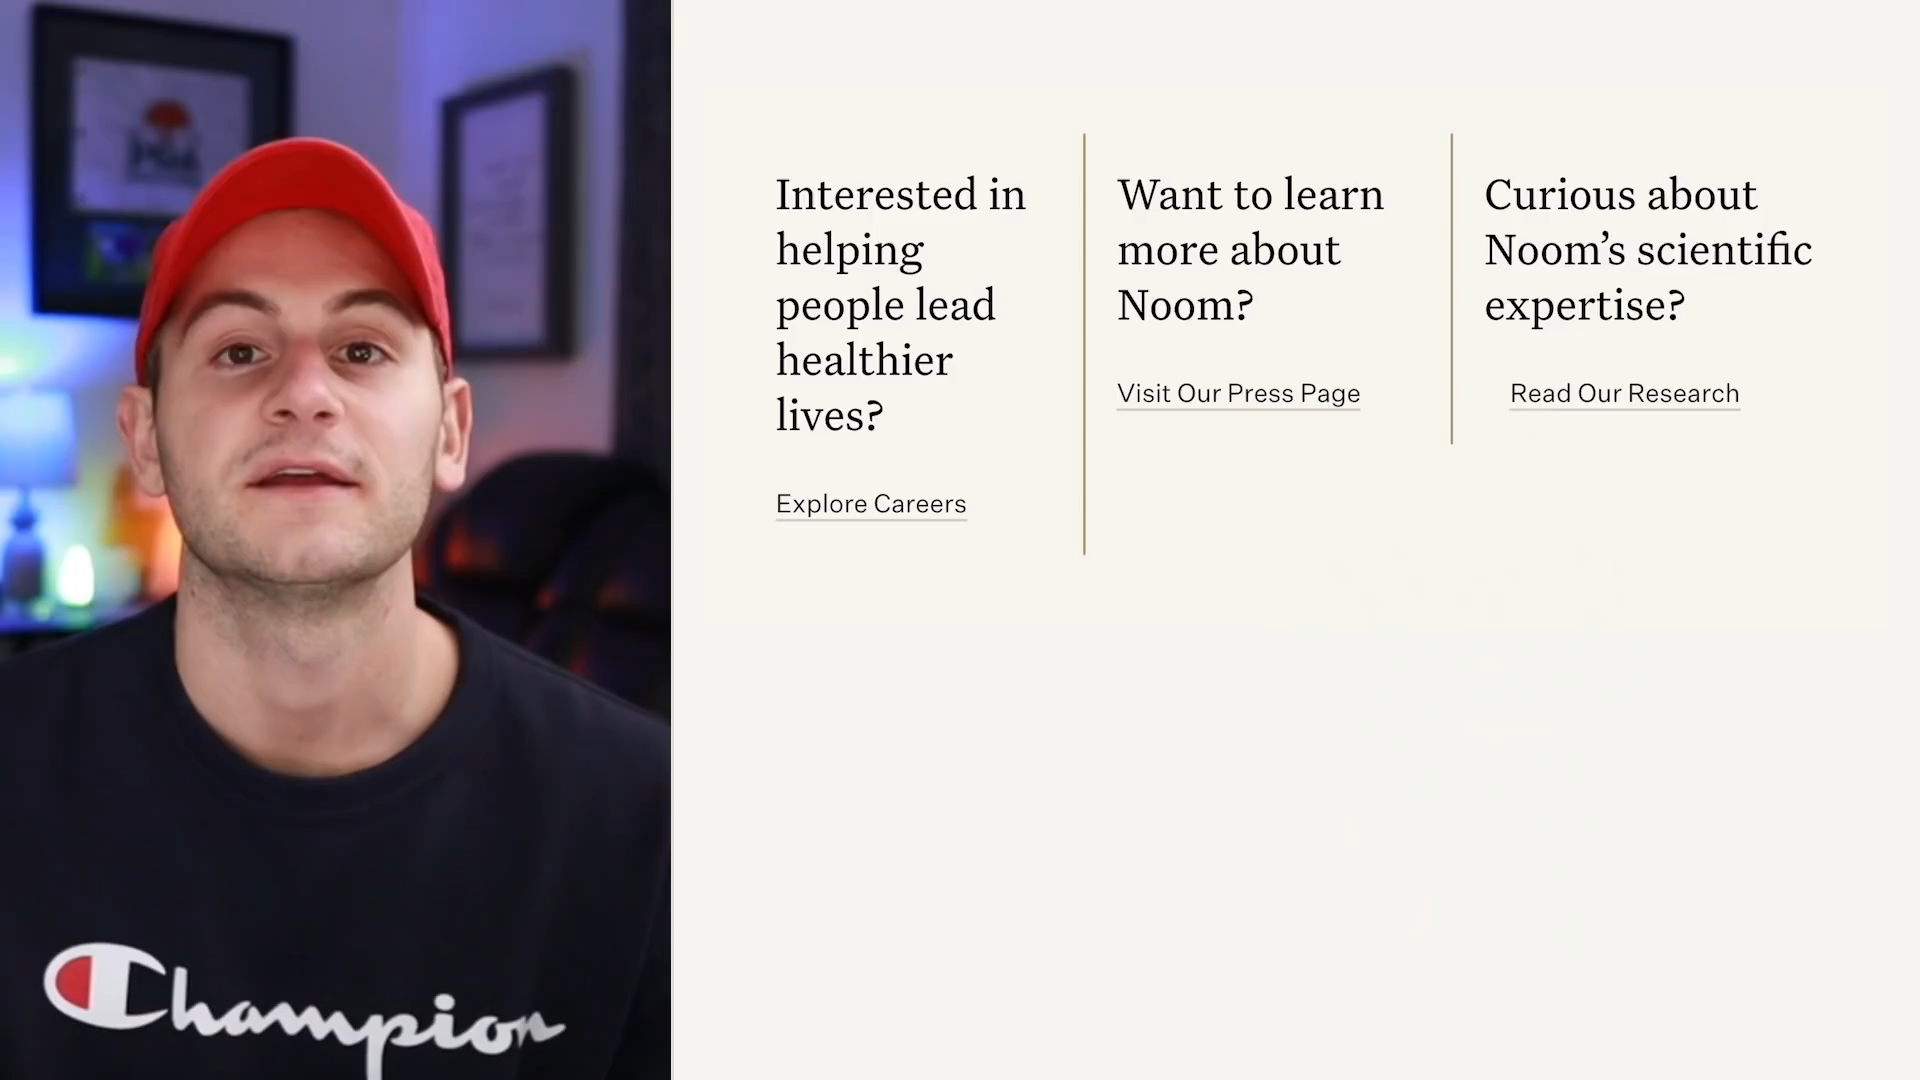 Interested in
helping
people lead
healthier
lives?
Explore Careers
Want to learn
more about
Noom?
Visit Our Press Page
Curious about
Noom’s scientific
expertise?
Read Our Research
Champion